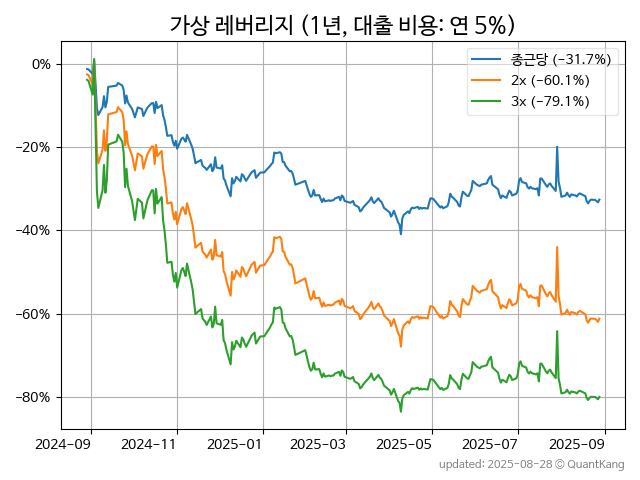 가상 레버리지 (1년, 대출 비용: 연 5%)
종근당 (−31.7%)
2x (−60.1%)
3x (−79.1%)
0%
−20%
−40%
−60%
−80%
2024-09
2024-11
2025-01
2025-03
2025-05
2025-07
2025-09
updated: 2025-08-28 © QuantKang